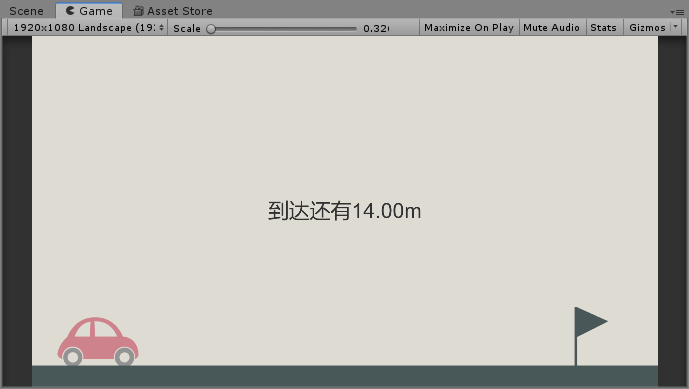 Scene Game Asset Store
1920x1080 Landscape (19: Scale 0.32( Maximize On Play Mute Audio Stats Gizmos
到达还有14.00m